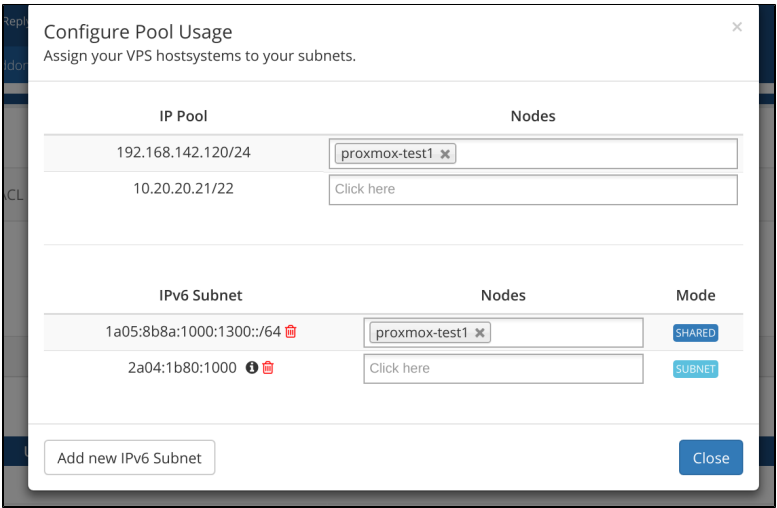 Reply
Configure Pool Usage
×
Assign your VPS hostsystems to your subnets.
IP Pool Nodes
192.168.142.120/24 proxmox-test1 ×
10.20.20.21/22 Click here
ACL
IPv6 Subnet Nodes Mode
1a05:8b8a:1000:1300::/64 proxmox-test1 × SHARED
2a04:1b80:1000 i Click here SUBNET
Add new IPv6 Subnet Close